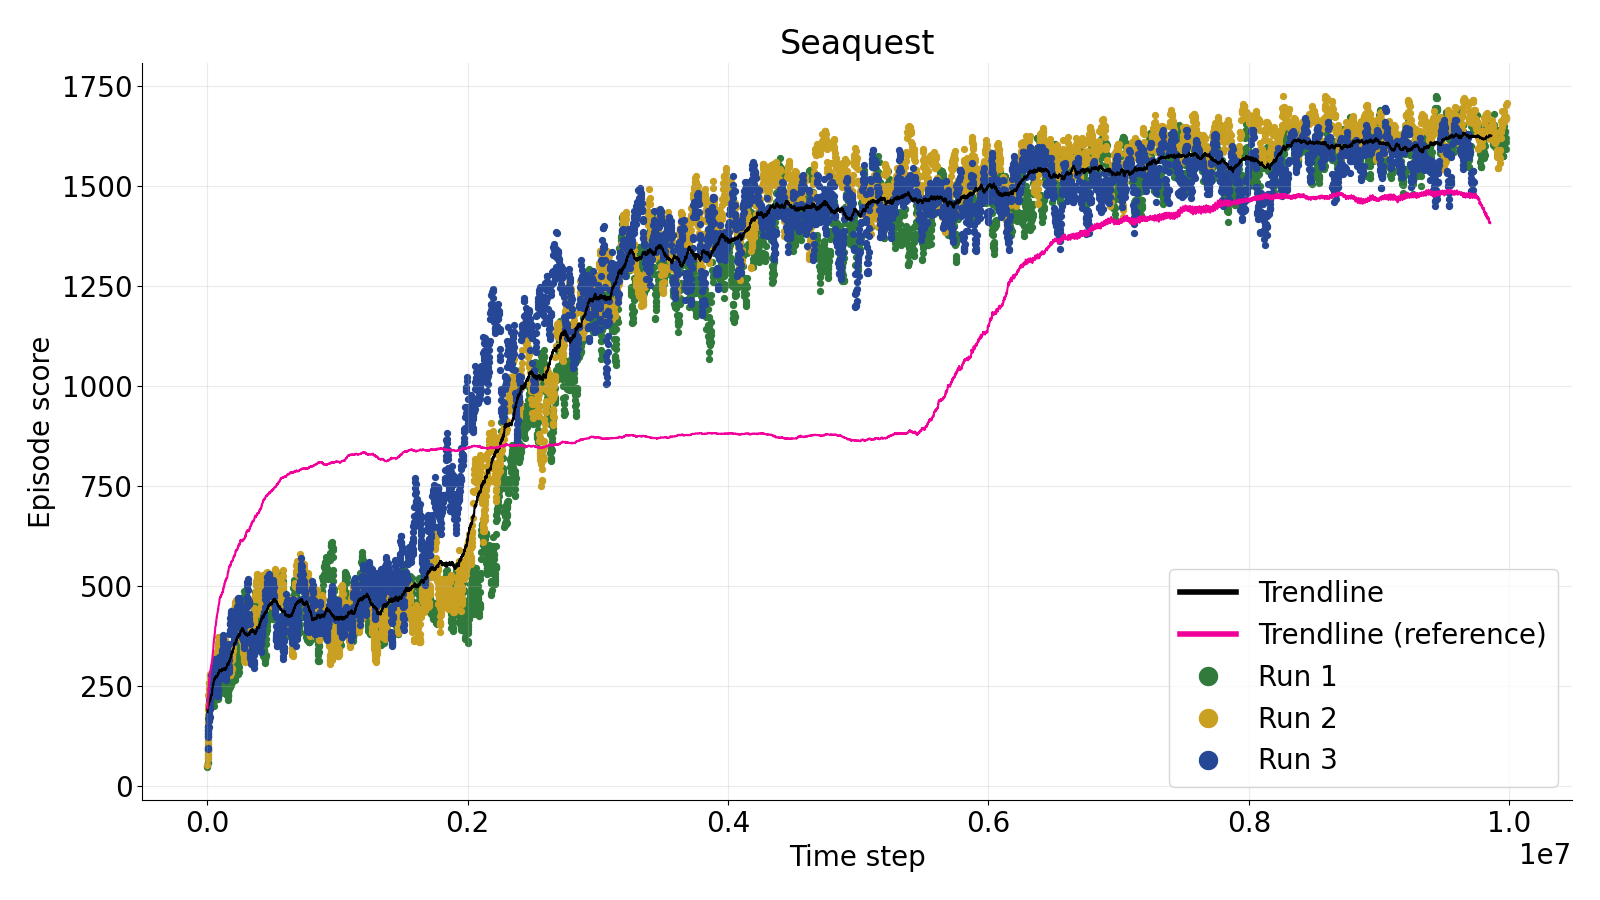 Seaquest
Episode score
1750
1500
1250
1000
750
500
250
0
0.0
0.2
0.4
0.6
0.8
1.0
1e7
Time step
Trendline
Trendline (reference)
Run 1
Run 2
Run 3